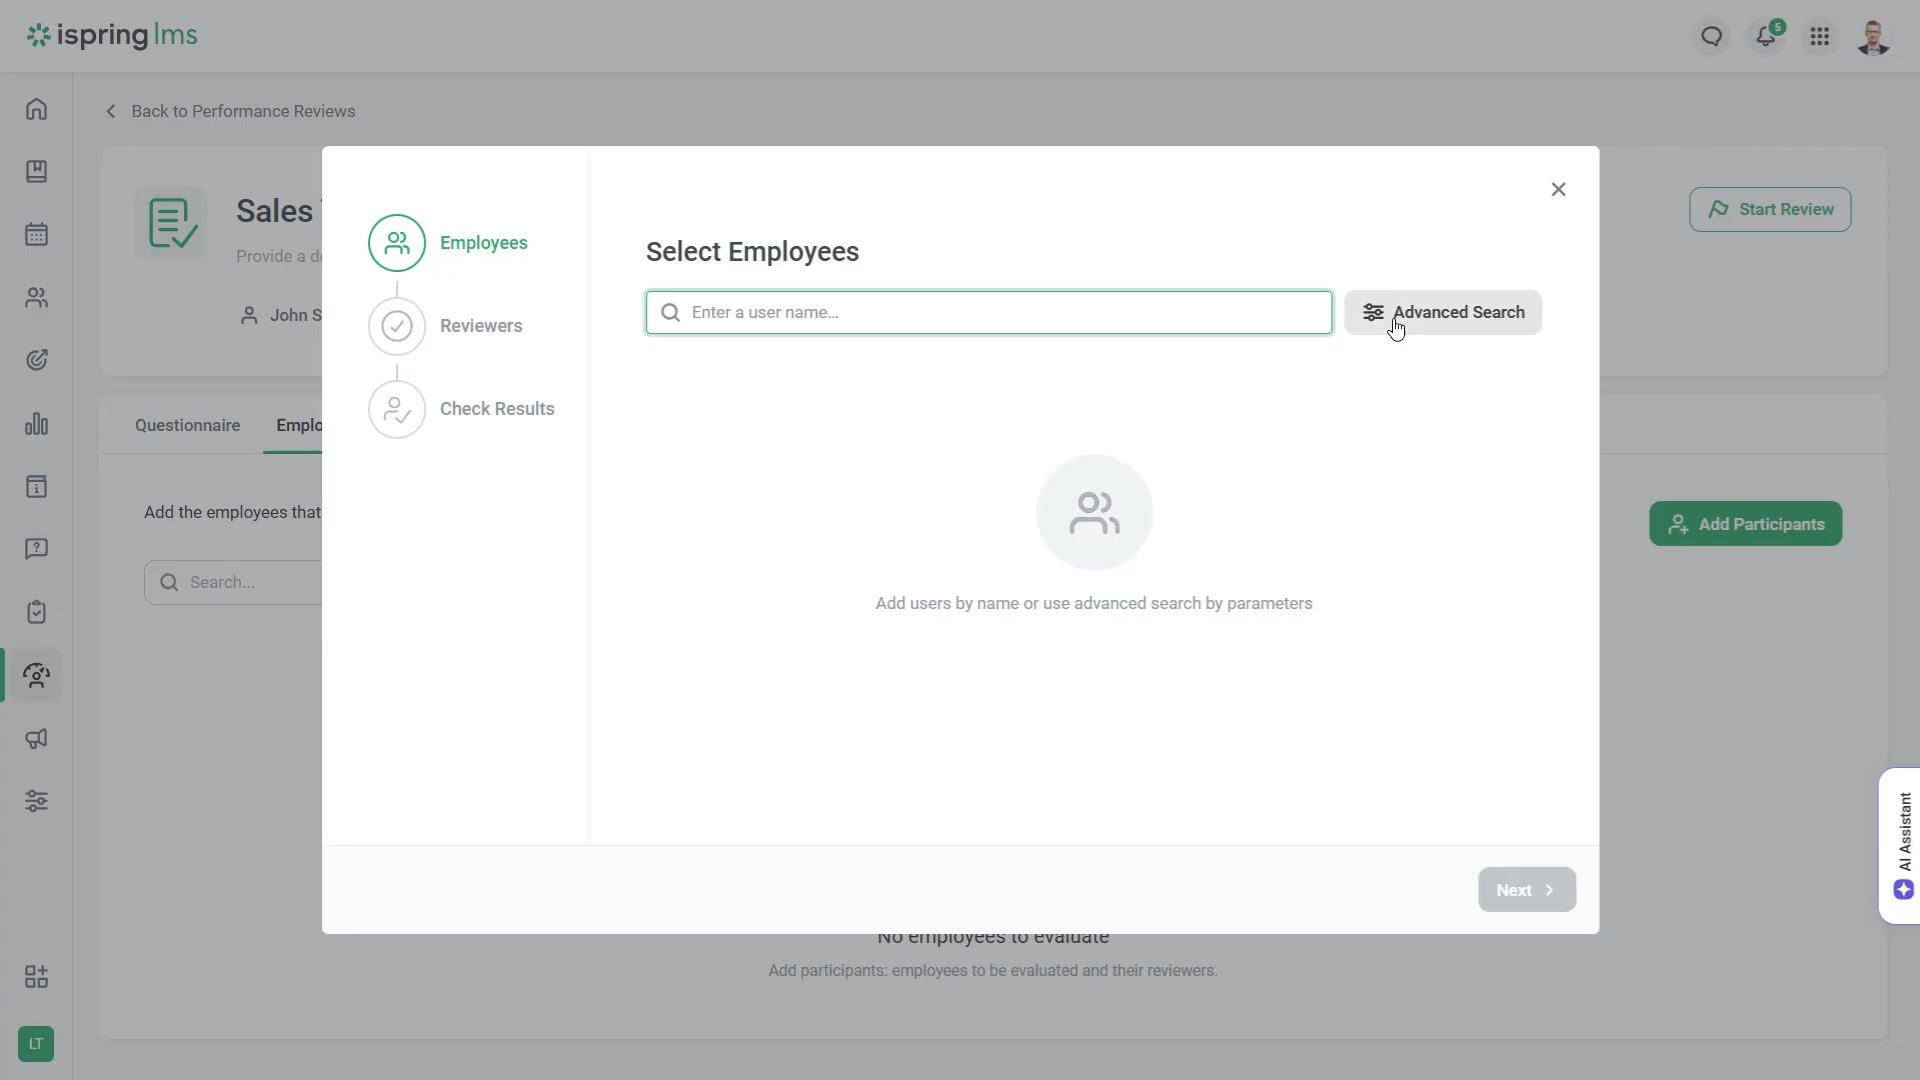 ispring lms
5
Back to Performance Reviews
Sales
Provide a d
John S
Start Review
Employees
Reviewers
Check Results
Select Employees
Enter a user name...
Advanced Search
Add users by name or use advanced search by parameters
Questionnaire
Emplo
Add the employees that
Search...
Add Participants
Next
No employees to evaluate
Add participants: employees to be evaluated and their reviewers.
AI Assistant
LT